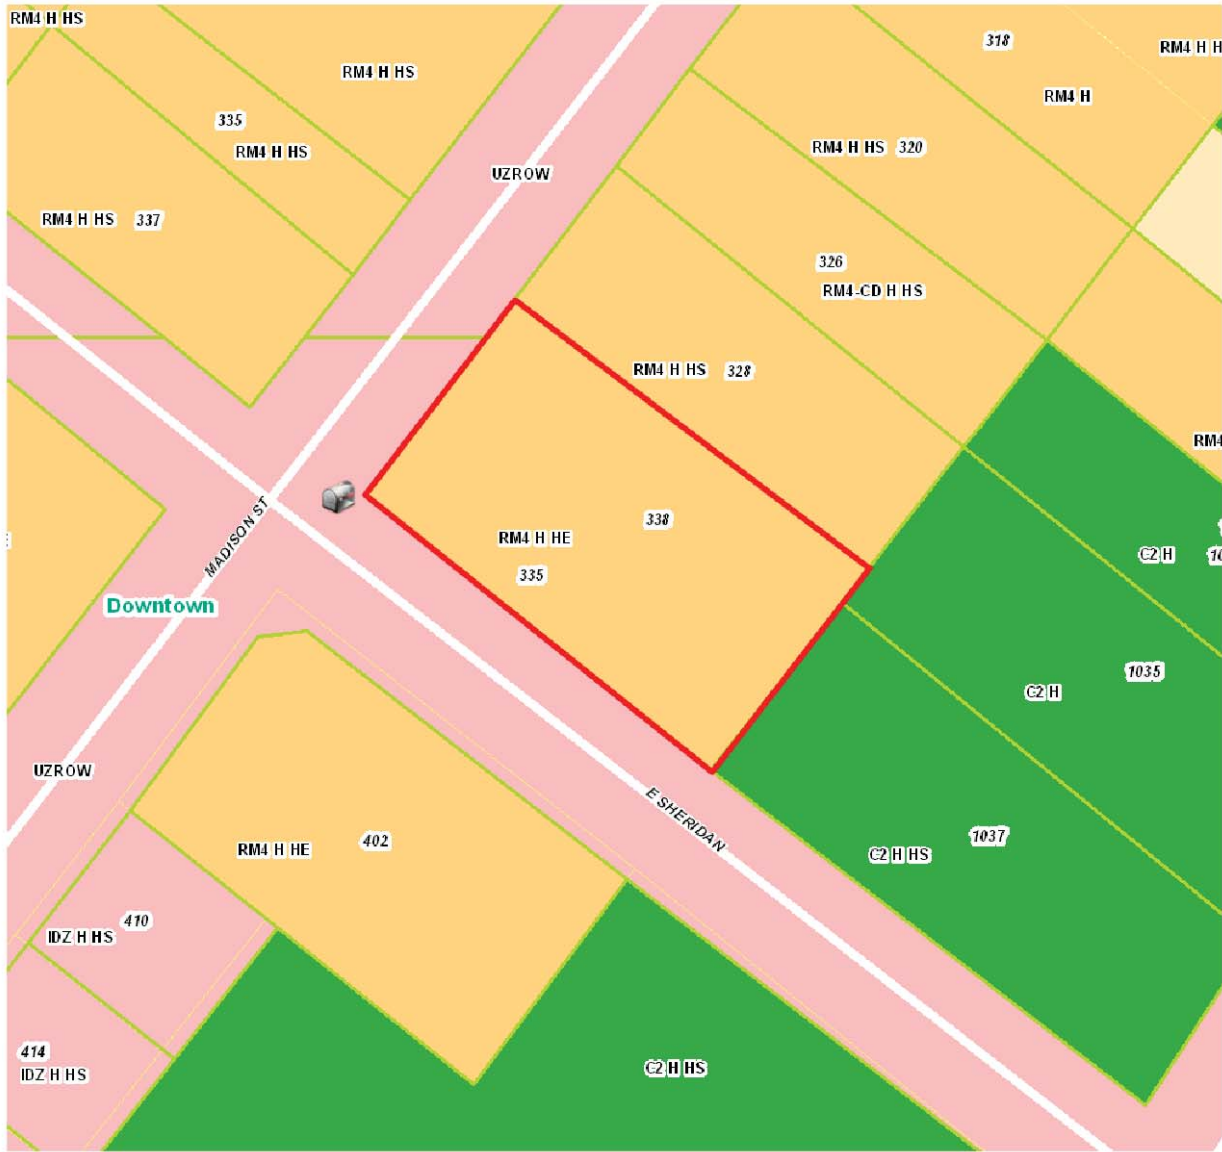 RM4 H HS
318
RM4 H H
RM4 H HS
RM4 H
335
RM4 H HS
RM4 H HS 320
UZROW
RM4 H HS 337
326
RM4-CD H HS
RM4 H HS 328
RM4
338
RM4 H HE
335
C2 H
10
MADISON ST
Downtown
1035
C2 H
UZROW
E SHERIDAN
1037
C2 H HS
RM4 H HE 402
410
IDZ H HS
414
IDZ H HS
C2 H HS